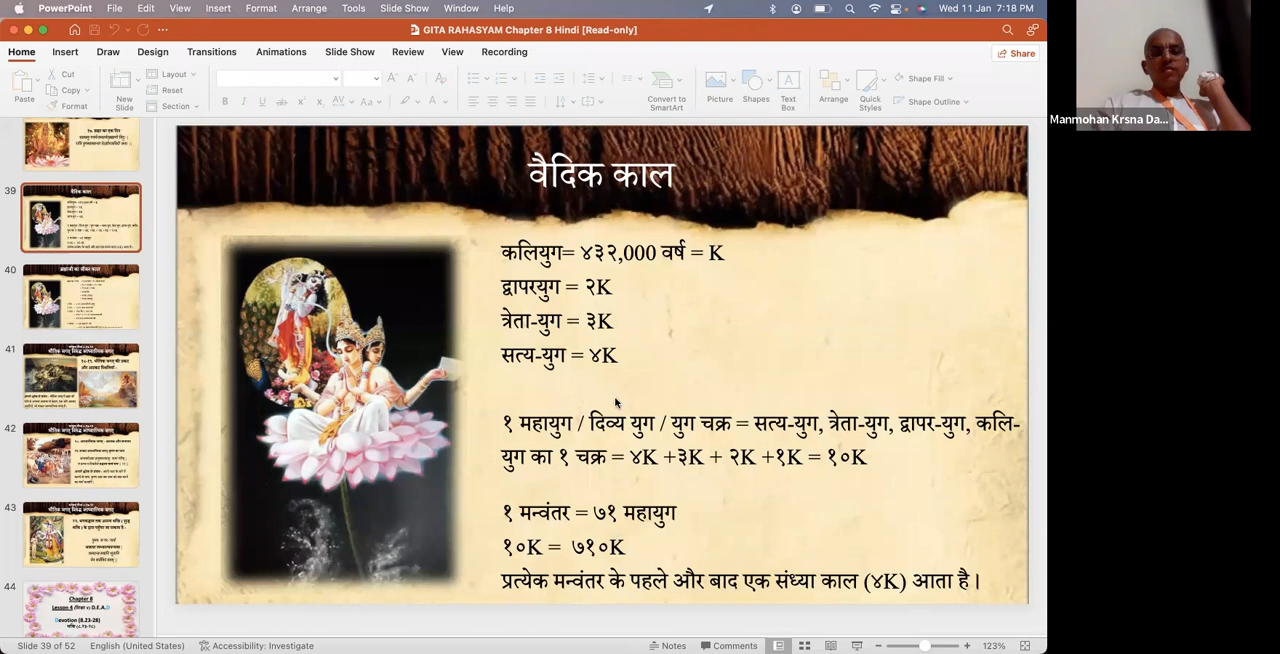 PowerPoint File Edit View Insert Format Arrange Tools Slide Show Window Help Wed 11 Jan 7:18 PM
GITA RAHASYAM Chapter 8 Hindi [Read-only]
Home Insert Draw Design Transitions Animations Slide Show Review View Recording Share
Paste Cut Copy Format
New Slide Layout Reset Section
Convert to SmartArt
Picture Shapes Text Box Arrange Quick Styles Shape Fill Shape Outline
Manmohan Krsna Da...
39
40
41
42
43
44
Chapter 8
वैदिक काल
कलियुग= ४३२,000 वर्ष = K
द्वापरयुग = २K
त्रेता-युग = ३K
सत्य-युग = ४K
१ महायुग / दिव्य युग / युग चक्र = सत्य-युग, त्रेता-युग, द्वापर-युग, कलि-
युग का १ चक्र = ४K +३K + २K +१K = १०K
१ मन्वंतर = ७१ महायुग
१०K = ७१०K
प्रत्येक मन्वंतर के पहले और बाद एक संध्या काल (४K) आता है।
Slide 39 of 52 English (United States) Accessibility: Investigate Notes Comments 123%